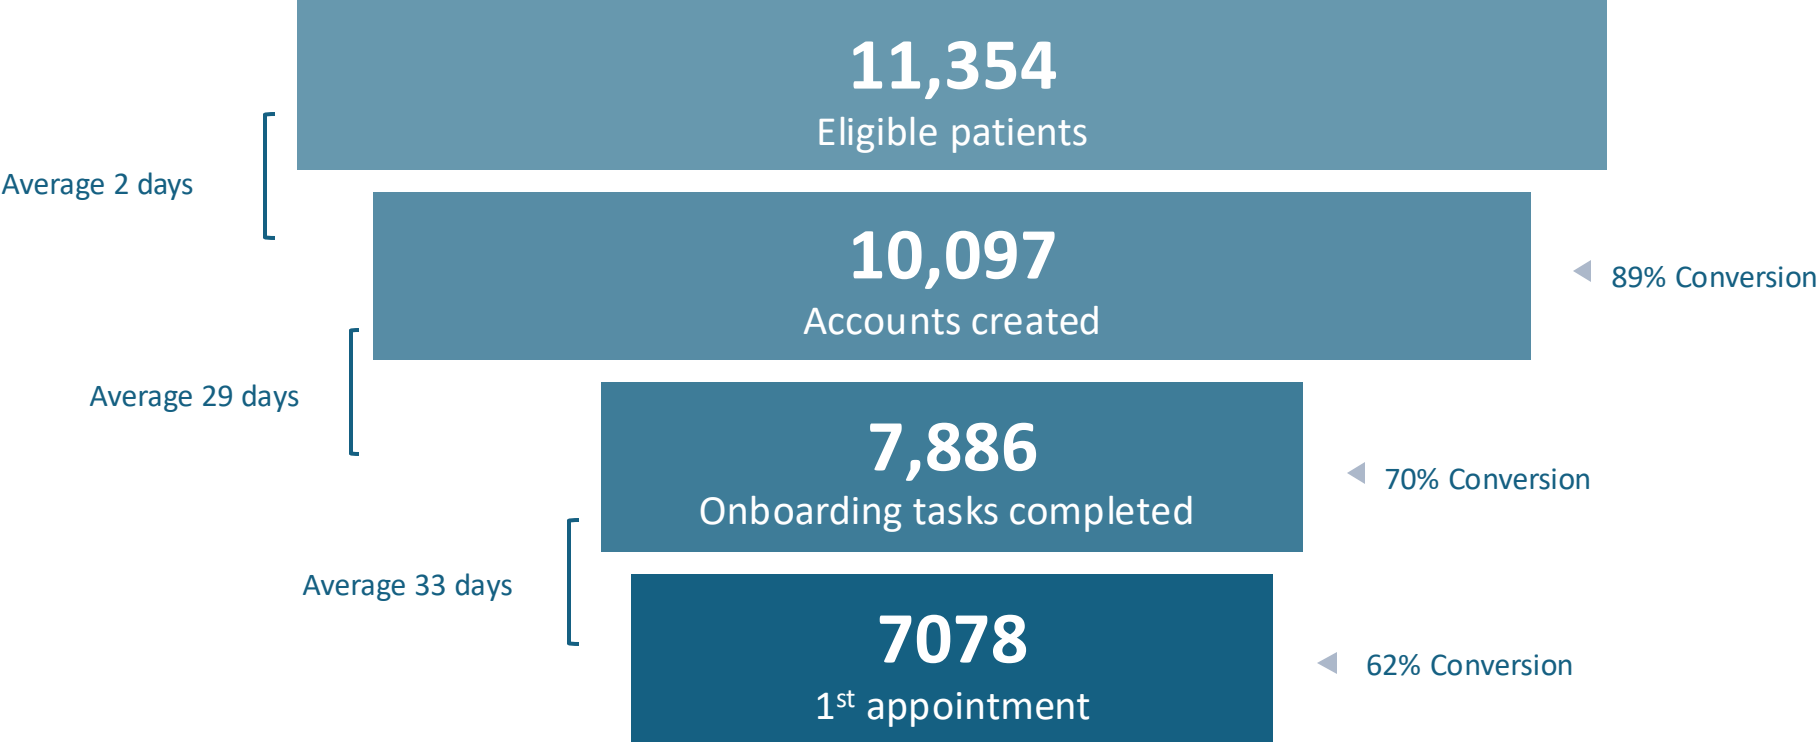 11,354
Eligible patients
Average 2 days
10,097
Accounts created
89% Conversion
Average 29 days
7,886
Onboarding tasks completed
70% Conversion
Average 33 days
7078
1st appointment
62% Conversion